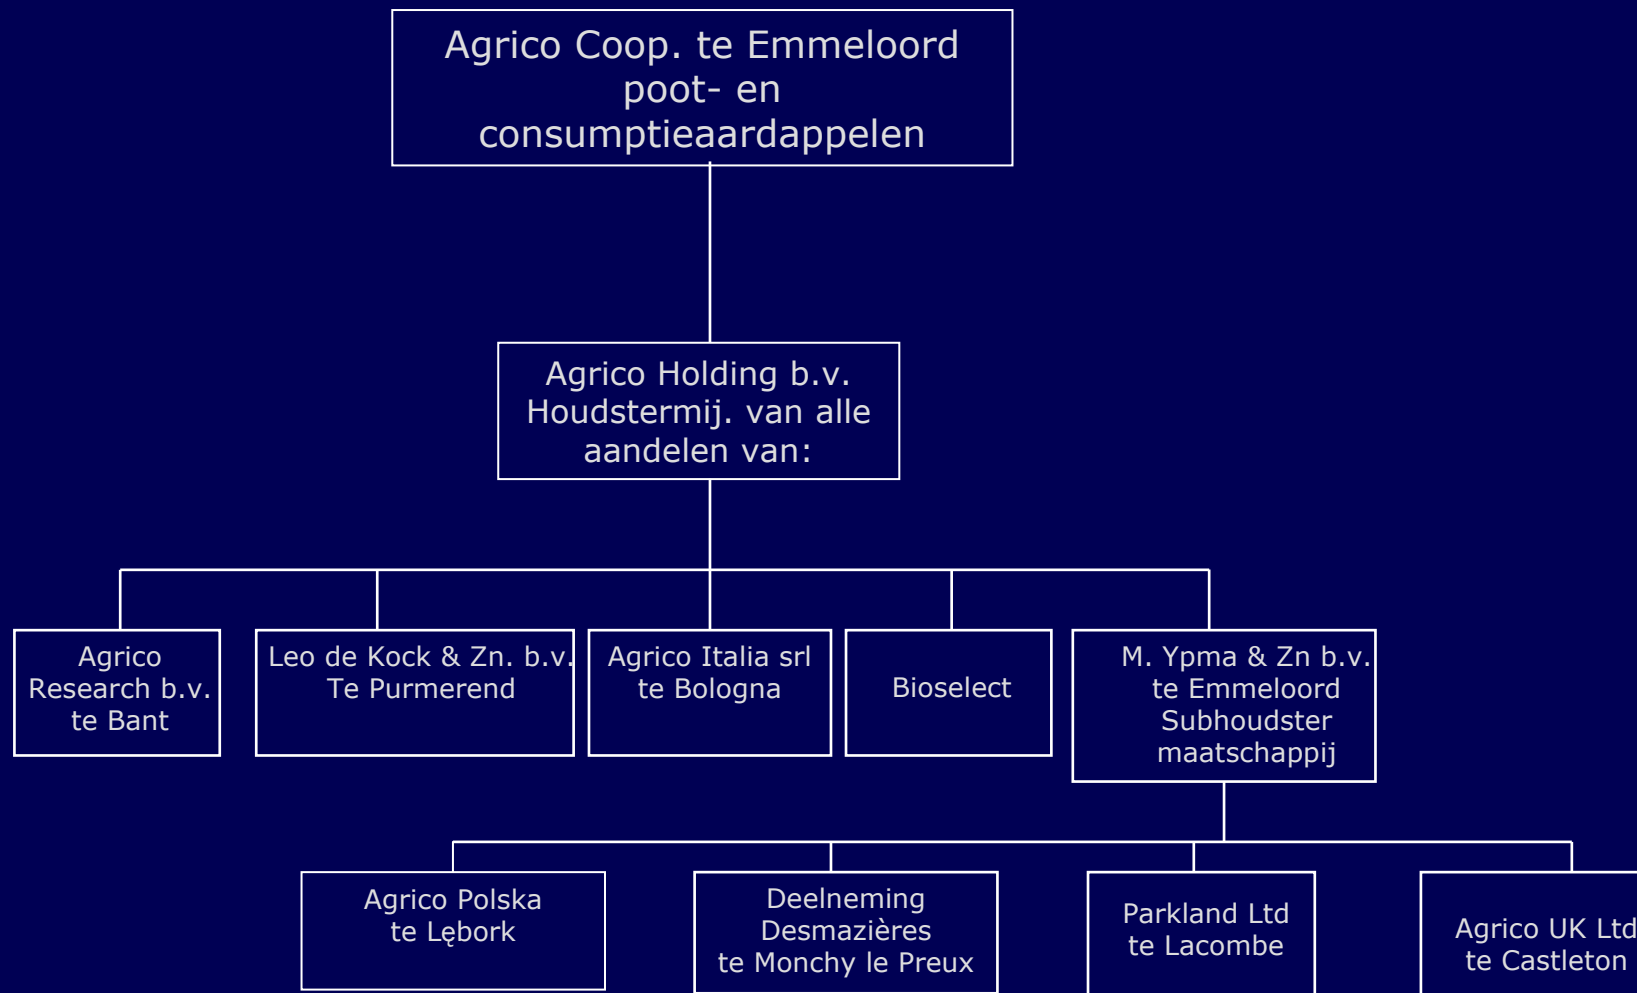 Agrico Coop. te Emmeloord
poot- en
consumptieaardappelen
Agrico Holding b.v.
Houdstermij. van alle
aandelen van:
Agrico
Research b.v.
te Bant
Leo de Kock & Zn. b.v.
Te Purmerend
Agrico Italia srl
te Bologna
Bioselect
M. Ypma & Zn b.v.
te Emmeloord
Subhoudster
maatschappij
Agrico Polska
te Lębork
Deelneming
Desmazières
te Monchy le Preux
Parkland Ltd
te Lacombe
Agrico UK Ltd
te Castleton